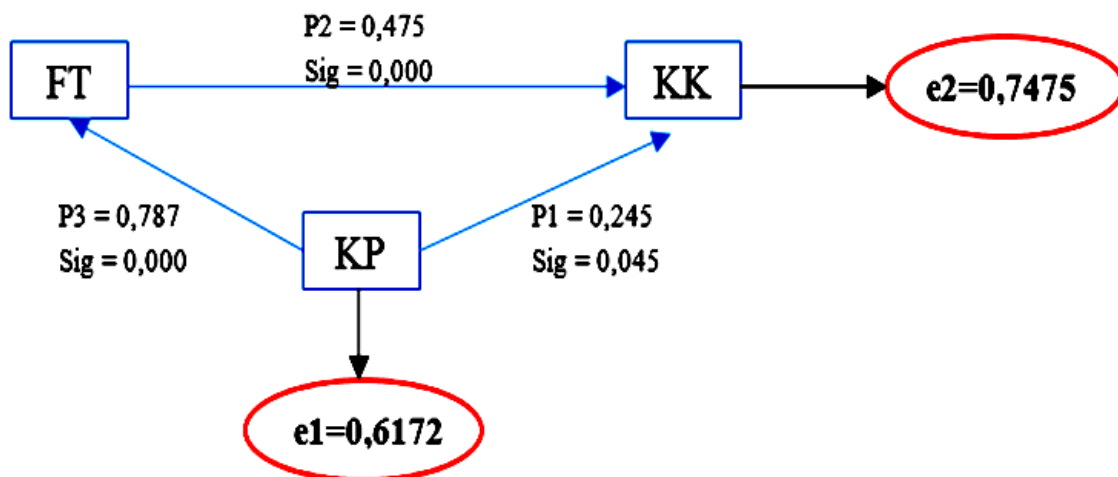 P2 = 0,475
Sig = 0,000
FT
KK
e2=0,7475
P3 = 0,787
Sig = 0,000
KP
P1 = 0,245
Sig = 0,045
e1=0,6172